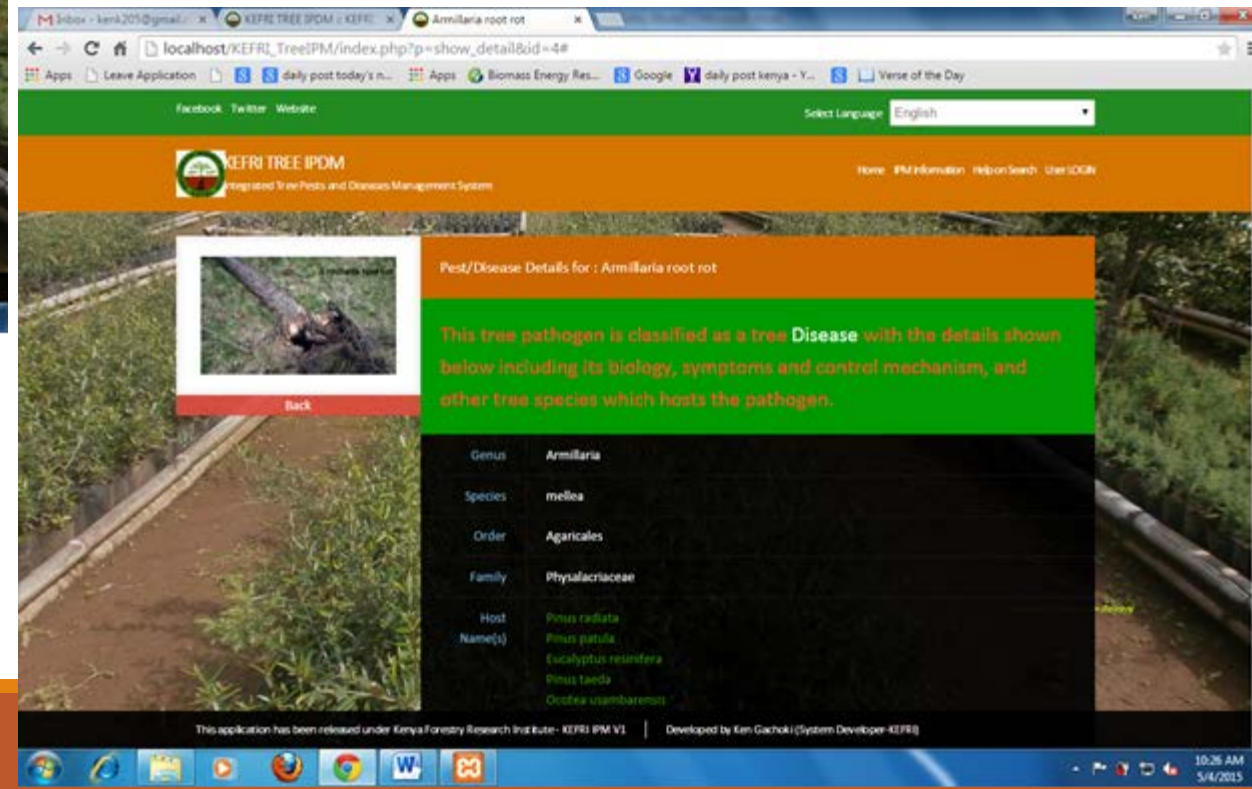 Inbox - kenk205@gmail.c
KEFRI TREE IPDM :: KEFRI
Armillaria root rot
localhost/KEFRI_TreeIPM/index.php?p=show_detail&id=4#
Apps
Leave Application
daily post today's n...
Apps
Biomass Energy Res...
Google
daily post kenya - Y...
Verse of the Day
Facebook Twitter Website
Select Language English
KEFRI TREE IPDM
Integrated Tree Pests and Diseases Management System
Home IPM Information Help on Search User LOGIN
Armillaria root rot
Back
Pest/Disease Details for : Armillaria root rot
This tree pathogen is classified as a tree Disease with the details shown
below including its biology, symptoms and control mechanism, and
other tree species which hosts the pathogen.
Genus Armillaria
Species mellea
Order Agaricales
Family Physalacriaceae
Host Name(s)
Pinus radiata
Pinus patula
Eucalyptus resinifera
Pinus taeda
Ocotea usambarensis
This application has been released under Kenya Forestry Research Institute- KEFRI IPM V1 | Developed by Ken Gachoki (System Developer-KEFRI)
10:26 AM
5/4/2015